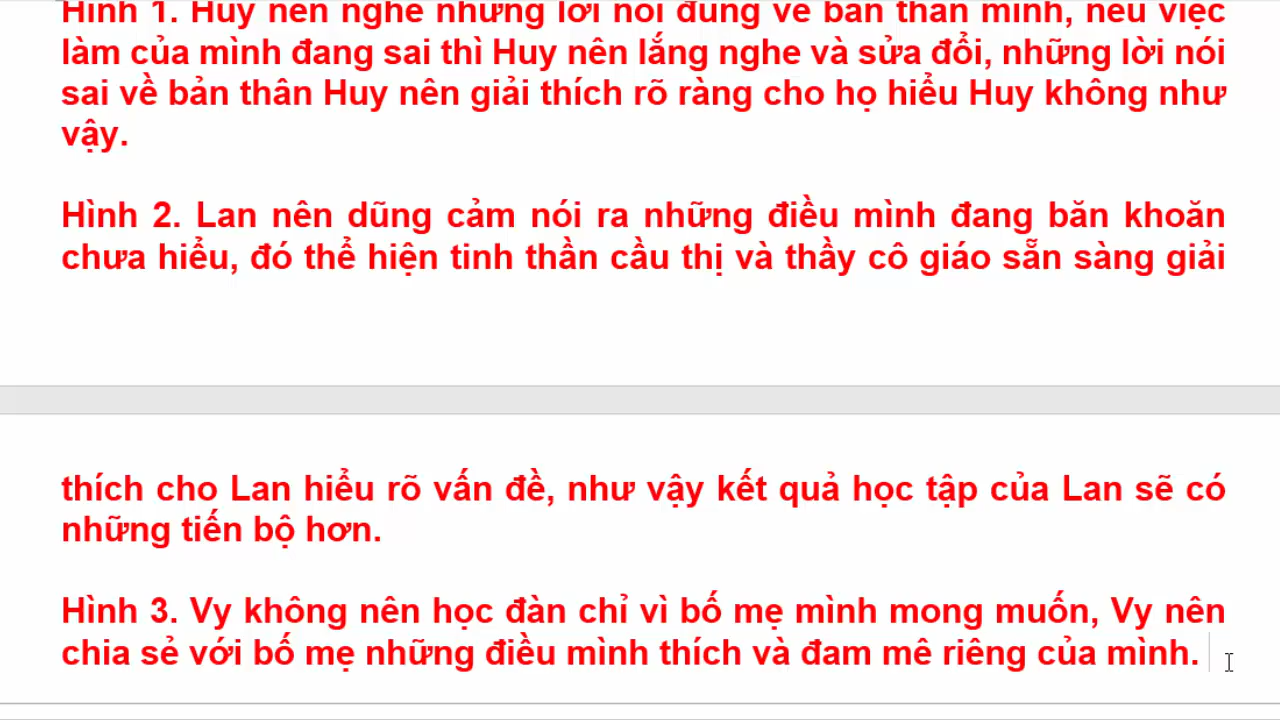 Hình 1. Huy nên nghe những lời nói đúng về bản thân mình, nếu việc
làm của mình đang sai thì Huy nên lắng nghe và sửa đổi, những lời nói
sai về bản thân Huy nên giải thích rõ ràng cho họ hiểu Huy không như
vậy.
Hình 2. Lan nên dũng cảm nói ra những điều mình đang băn khoăn
chưa hiểu, đó thể hiện tinh thần cầu thị và thầy cô giáo sẵn sàng giải
thích cho Lan hiểu rõ vấn đề, như vậy kết quả học tập của Lan sẽ có
những tiến bộ hơn.
Hình 3. Vy không nên học đàn chỉ vì bố mẹ mình mong muốn, Vy nên
chia sẻ với bố mẹ những điều mình thích và đam mê riêng của mình.